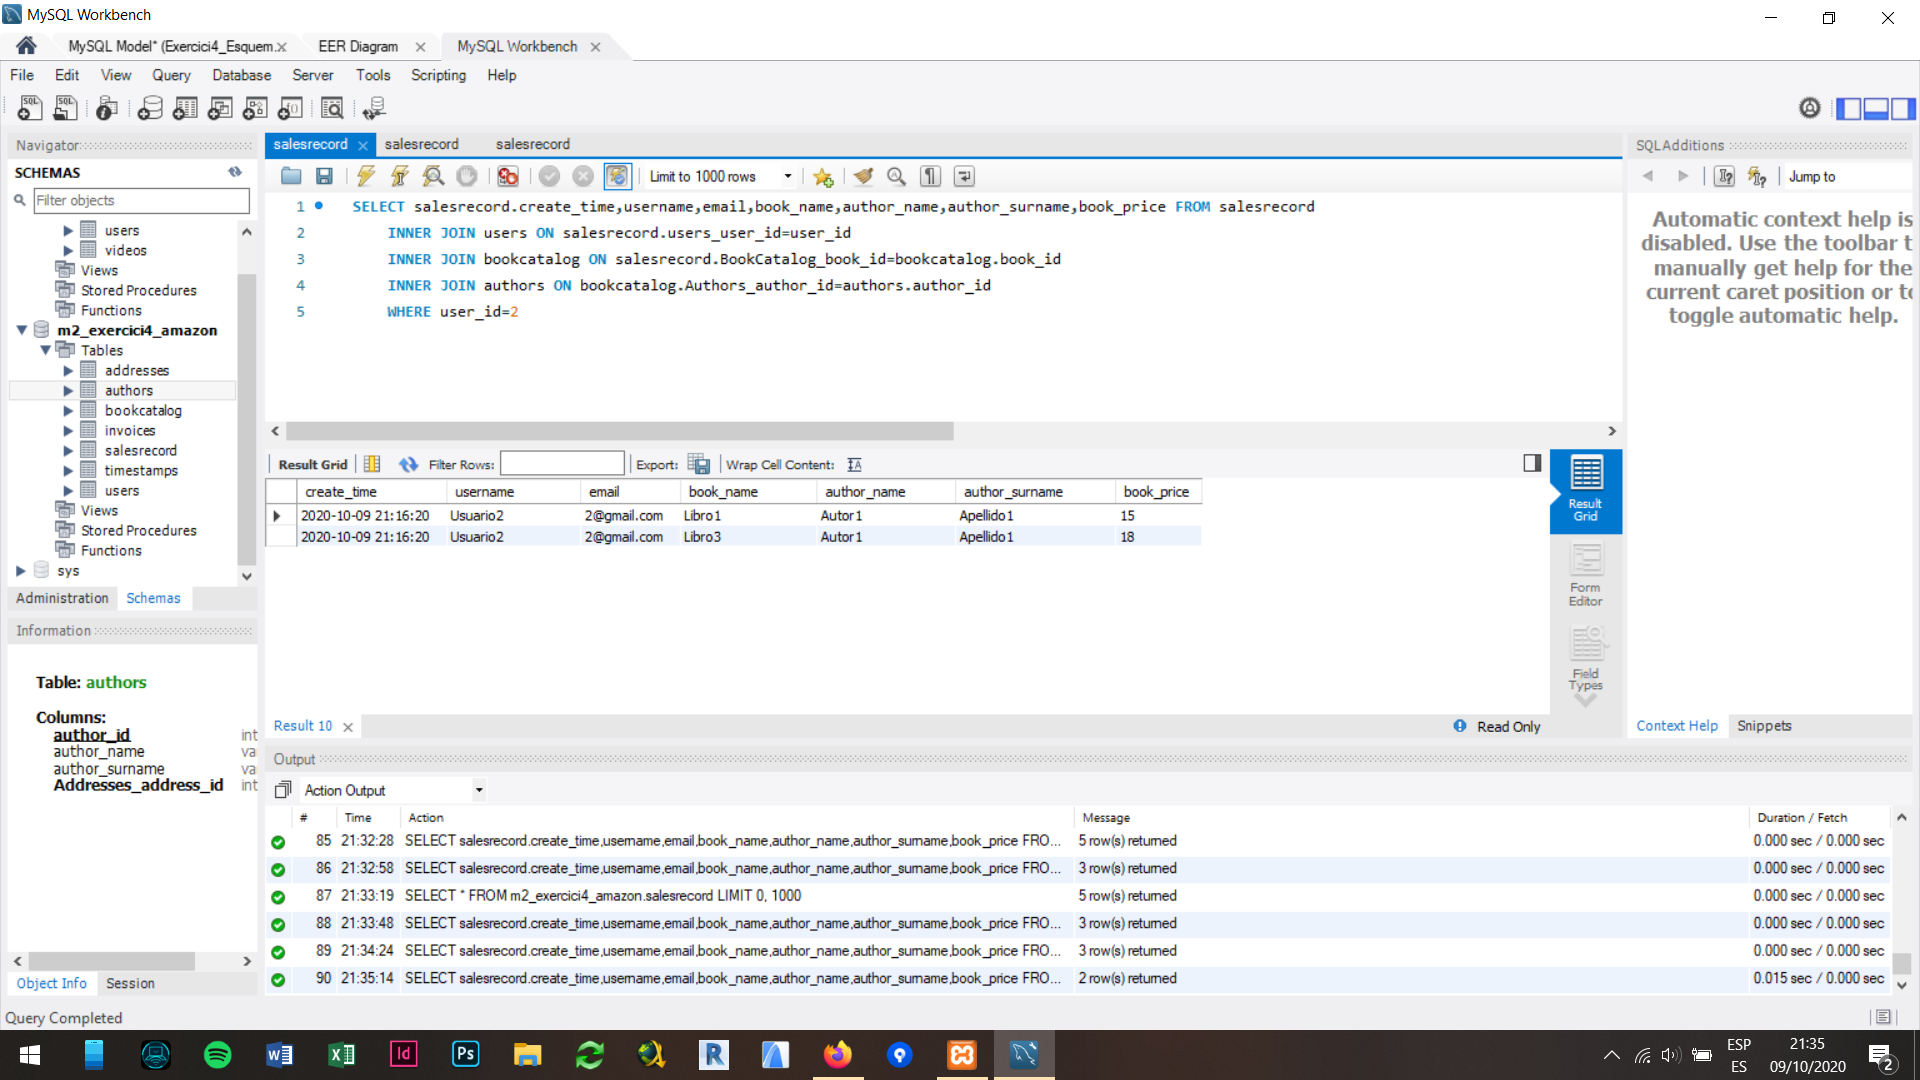 MySQL Workbench
MySQL Model* (Exercici4_Esquem.
EER Diagram
MySQL Workbench
File Edit View Query Database Server Tools Scripting Help
Navigator
SCHEMAS
Filter objects
users
videos
Views
Stored Procedures
Functions
m2_exercici4_amazon
Tables
addresses
authors
bookcatalog
invoices
salesrecord
timestamps
users
Views
Stored Procedures
Functions
sys
Administration Schemas
Information
Table: authors
Columns:
author_id int
author_name va
author_surname va
Addresses_address_id int
Object Info Session
salesrecord salesrecord salesrecord
Limit to 1000 rows
1 SELECT salesrecord.create_time,username,email,book_name,author_name,author_surname,book_price FROM salesrecord
2 INNER JOIN users ON salesrecord.users_user_id=user_id
3 INNER JOIN bookcatalog ON salesrecord.BookCatalog_book_id=bookcatalog.book_id
4 INNER JOIN authors ON bookcatalog.Authors_author_id=authors.author_id
5 WHERE user_id=2
Result Grid Filter Rows: Export: Wrap Cell Content:
create_time username email book_name author_name author_surname book_price
2020-10-09 21:16:20 Usuario2 2@gmail.com Libro1 Autor1 Apellido1 15
2020-10-09 21:16:20 Usuario2 2@gmail.com Libro3 Autor1 Apellido1 18
Result
Grid
Form
Editor
Field
Types
Result 10
Read Only
SQLAdditions
Jump to
Automatic context help is
disabled. Use the toolbar t
manually get help for the
current caret position or to
toggle automatic help.
Context Help Snippets
Output
Action Output
# Time Action Message Duration / Fetch
85 21:32:28 SELECT salesrecord.create_time,username,email,book_name,author_name,author_surname,book_price FRO... 5 row(s) returned 0.000 sec / 0.000 sec
86 21:32:58 SELECT salesrecord.create_time,username,email,book_name,author_name,author_surname,book_price FRO... 3 row(s) returned 0.000 sec / 0.000 sec
87 21:33:19 SELECT * FROM m2_exercici4_amazon.salesrecord LIMIT 0, 1000 5 row(s) returned 0.000 sec / 0.000 sec
88 21:33:48 SELECT salesrecord.create_time,username,email,book_name,author_name,author_surname,book_price FRO... 3 row(s) returned 0.000 sec / 0.000 sec
89 21:34:24 SELECT salesrecord.create_time,username,email,book_name,author_name,author_surname,book_price FRO... 3 row(s) returned 0.000 sec / 0.000 sec
90 21:35:14 SELECT salesrecord.create_time,username,email,book_name,author_name,author_surname,book_price FRO... 2 row(s) returned 0.015 sec / 0.000 sec
Query Completed
ESP
ES
21:35
09/10/2020
2